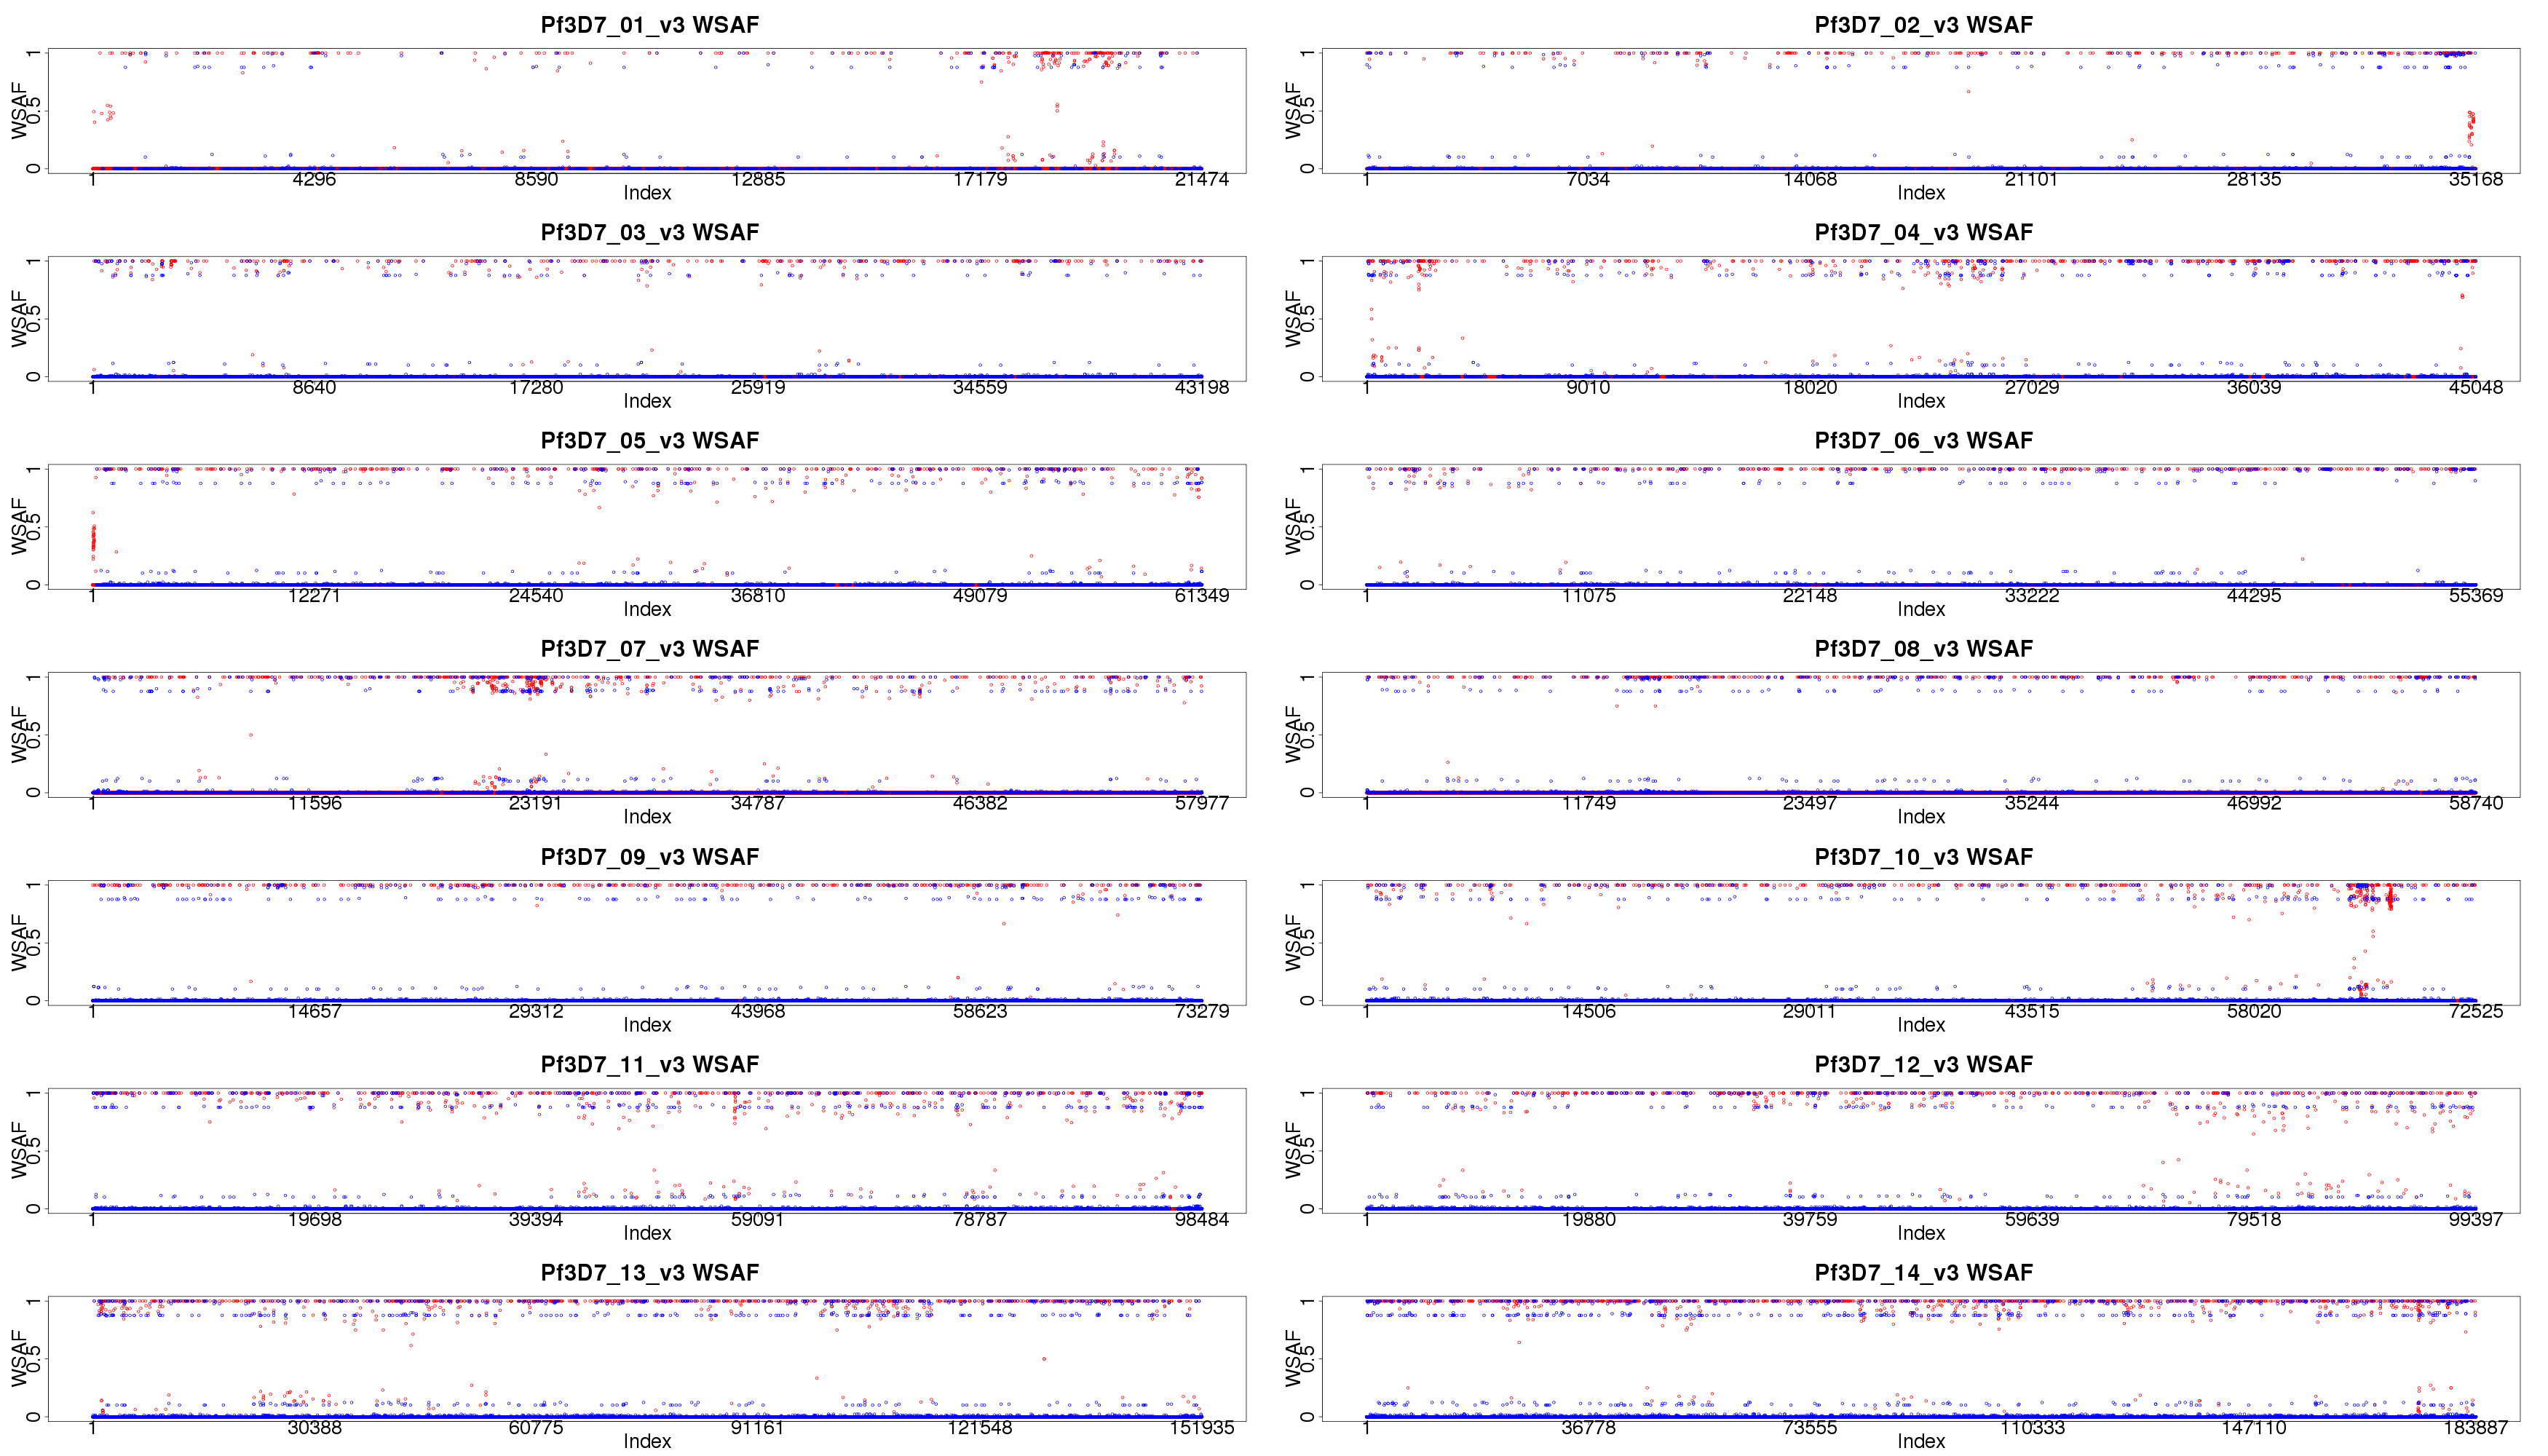 Pf3D7_01_v3 WSAF
WSAF
0 0.5 1
1 4296 8590 12885 17179 21474
Index
Pf3D7_02_v3 WSAF
WSAF
0 0.5 1
1 7034 14068 21101 28135 35168
Index
Pf3D7_03_v3 WSAF
WSAF
0 0.5 1
1 8640 17280 25919 34559 43198
Index
Pf3D7_04_v3 WSAF
WSAF
0 0.5 1
1 9010 18020 27029 36039 45048
Index
Pf3D7_05_v3 WSAF
WSAF
0 0.5 1
1 12271 24540 36810 49079 61349
Index
Pf3D7_06_v3 WSAF
WSAF
0 0.5 1
1 11075 22148 33222 44295 55369
Index
Pf3D7_07_v3 WSAF
WSAF
0 0.5 1
1 11596 23191 34787 46382 57977
Index
Pf3D7_08_v3 WSAF
WSAF
0 0.5 1
1 11749 23497 35244 46992 58740
Index
Pf3D7_09_v3 WSAF
WSAF
0 0.5 1
1 14657 29312 43968 58623 73279
Index
Pf3D7_10_v3 WSAF
WSAF
0 0.5 1
1 14506 29011 43515 58020 72525
Index
Pf3D7_11_v3 WSAF
WSAF
0 0.5 1
1 19698 39394 59091 78787 98484
Index
Pf3D7_12_v3 WSAF
WSAF
0 0.5 1
1 19880 39759 59639 79518 99397
Index
Pf3D7_13_v3 WSAF
WSAF
0 0.5 1
1 30388 60775 91161 121548 151935
Index
Pf3D7_14_v3 WSAF
WSAF
0 0.5 1
1 36778 73555 110333 147110 183887
Index